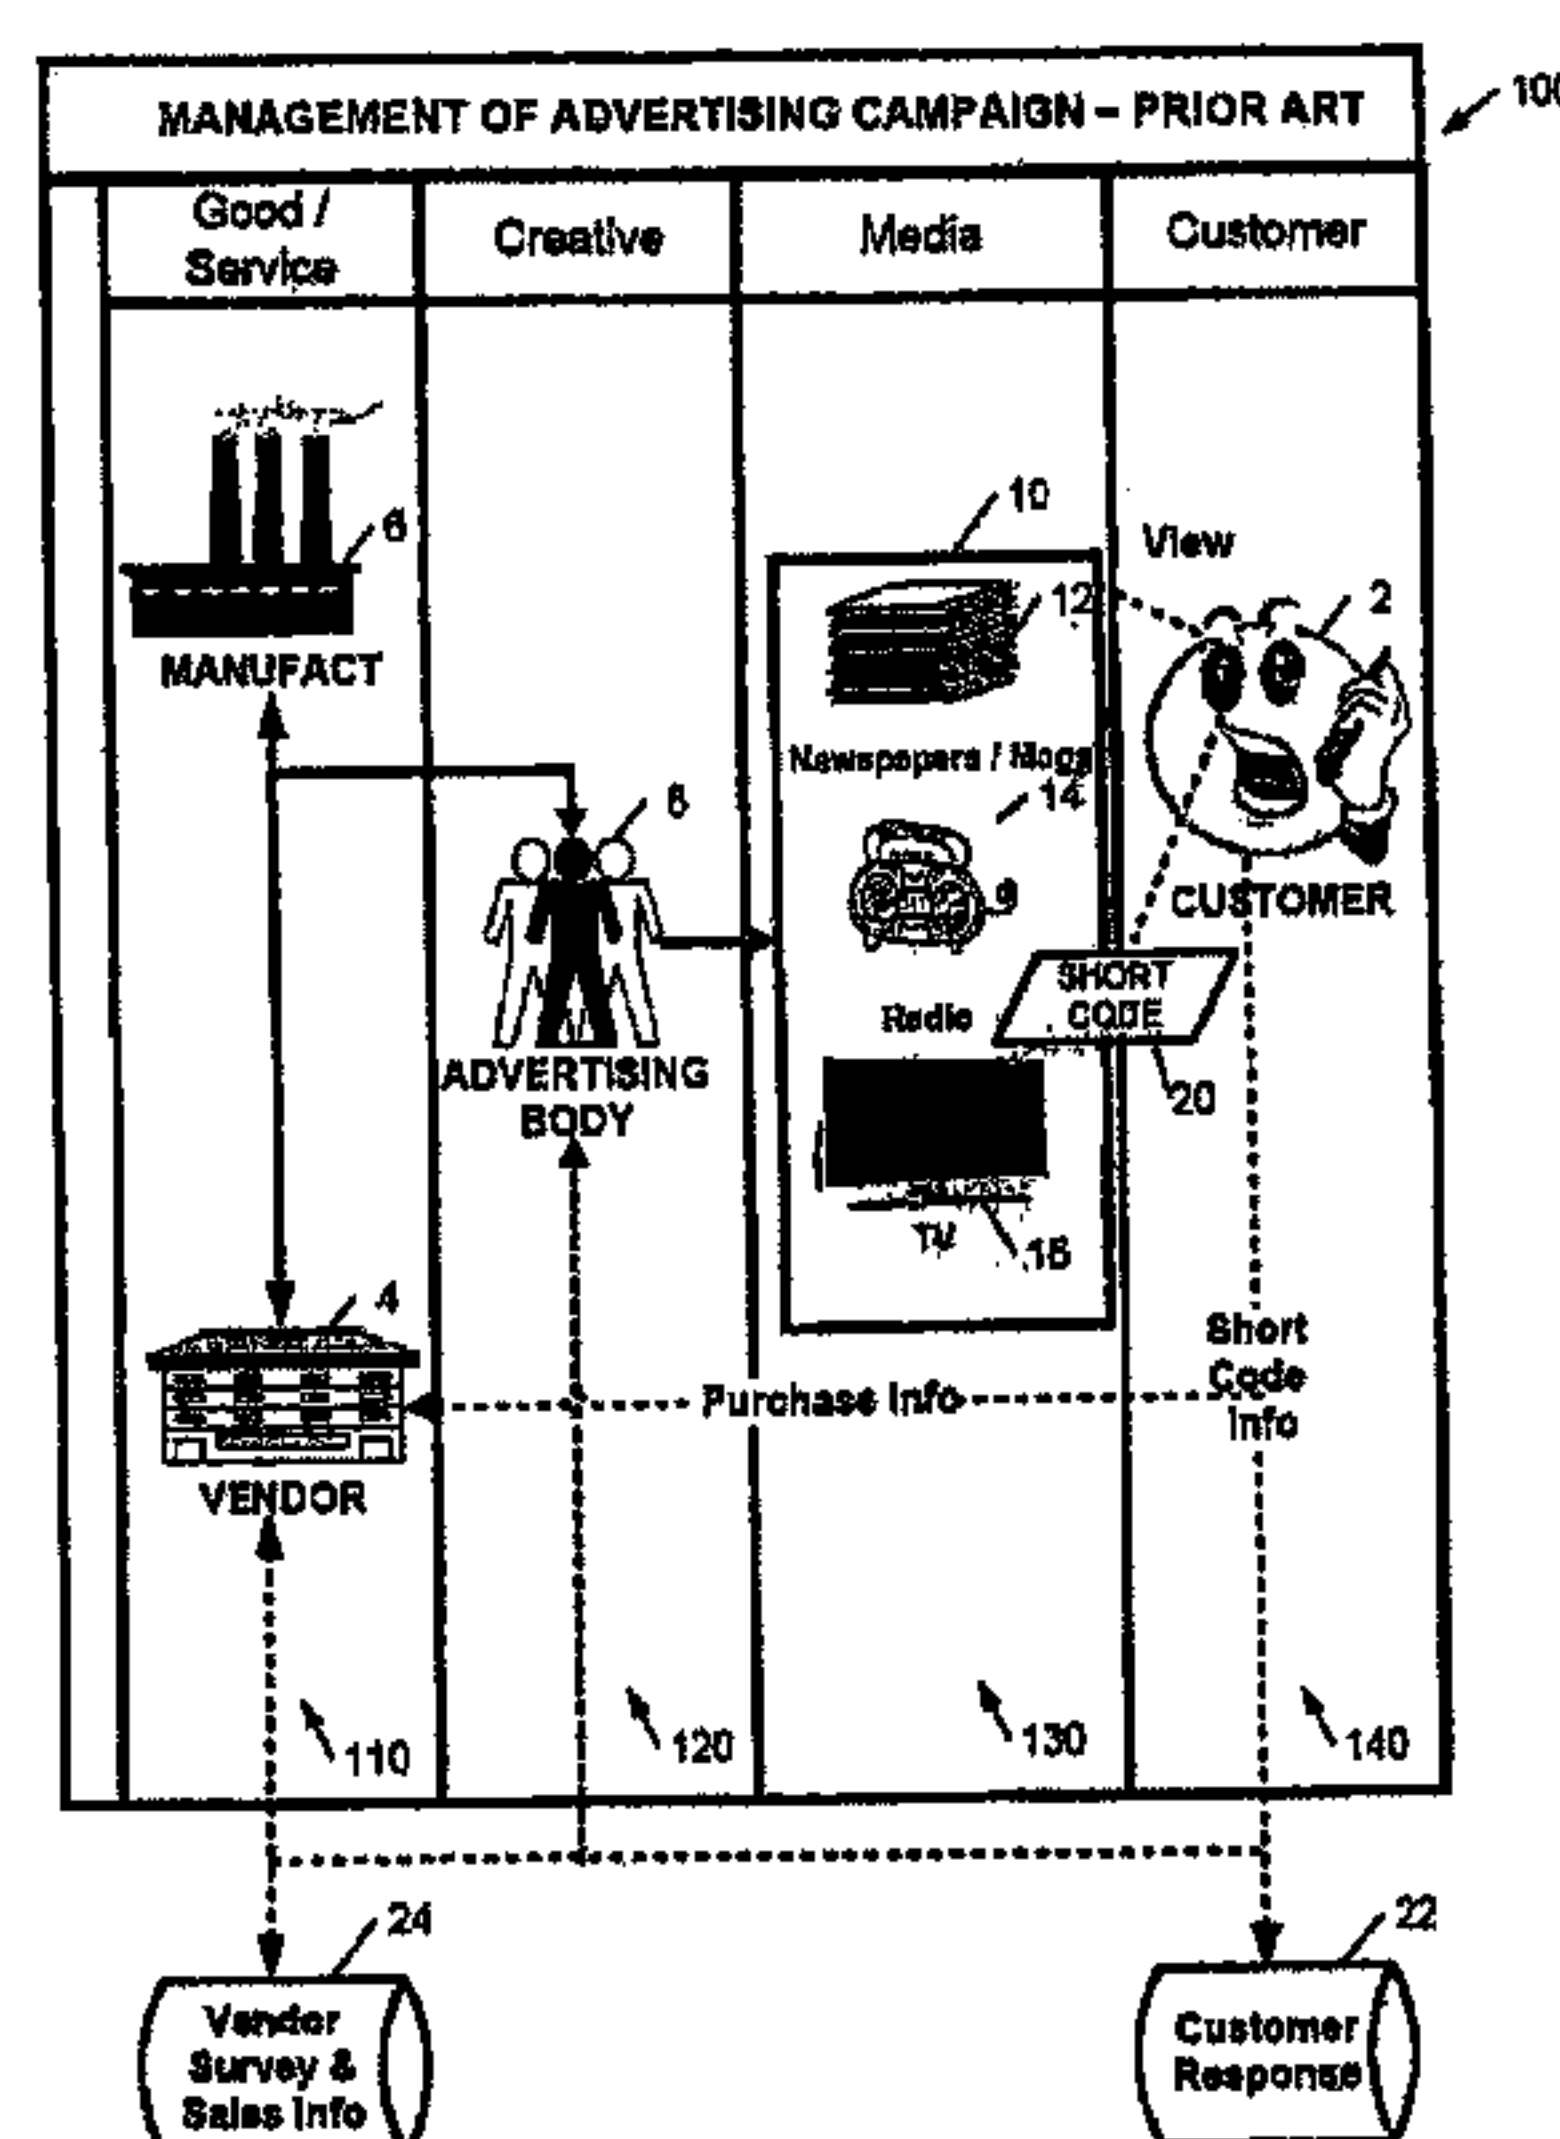 MANAGEMENT OF ADVERTISING CAMPAIGN – PRIOR ART
100
Good /
Service
Creative
Media
Customer
6
10
View
12
2
MANUFACT
Newspapers / Mags
14
8
CUSTOMER
SHORT
CODE
Radio
20
ADVERTISING
BODY
TV
16
4
Short
Code
Info
Purchase Info
VENDOR
110
120
130
140
24
22
Vendor
Survey &
Sales Info
Customer
Response